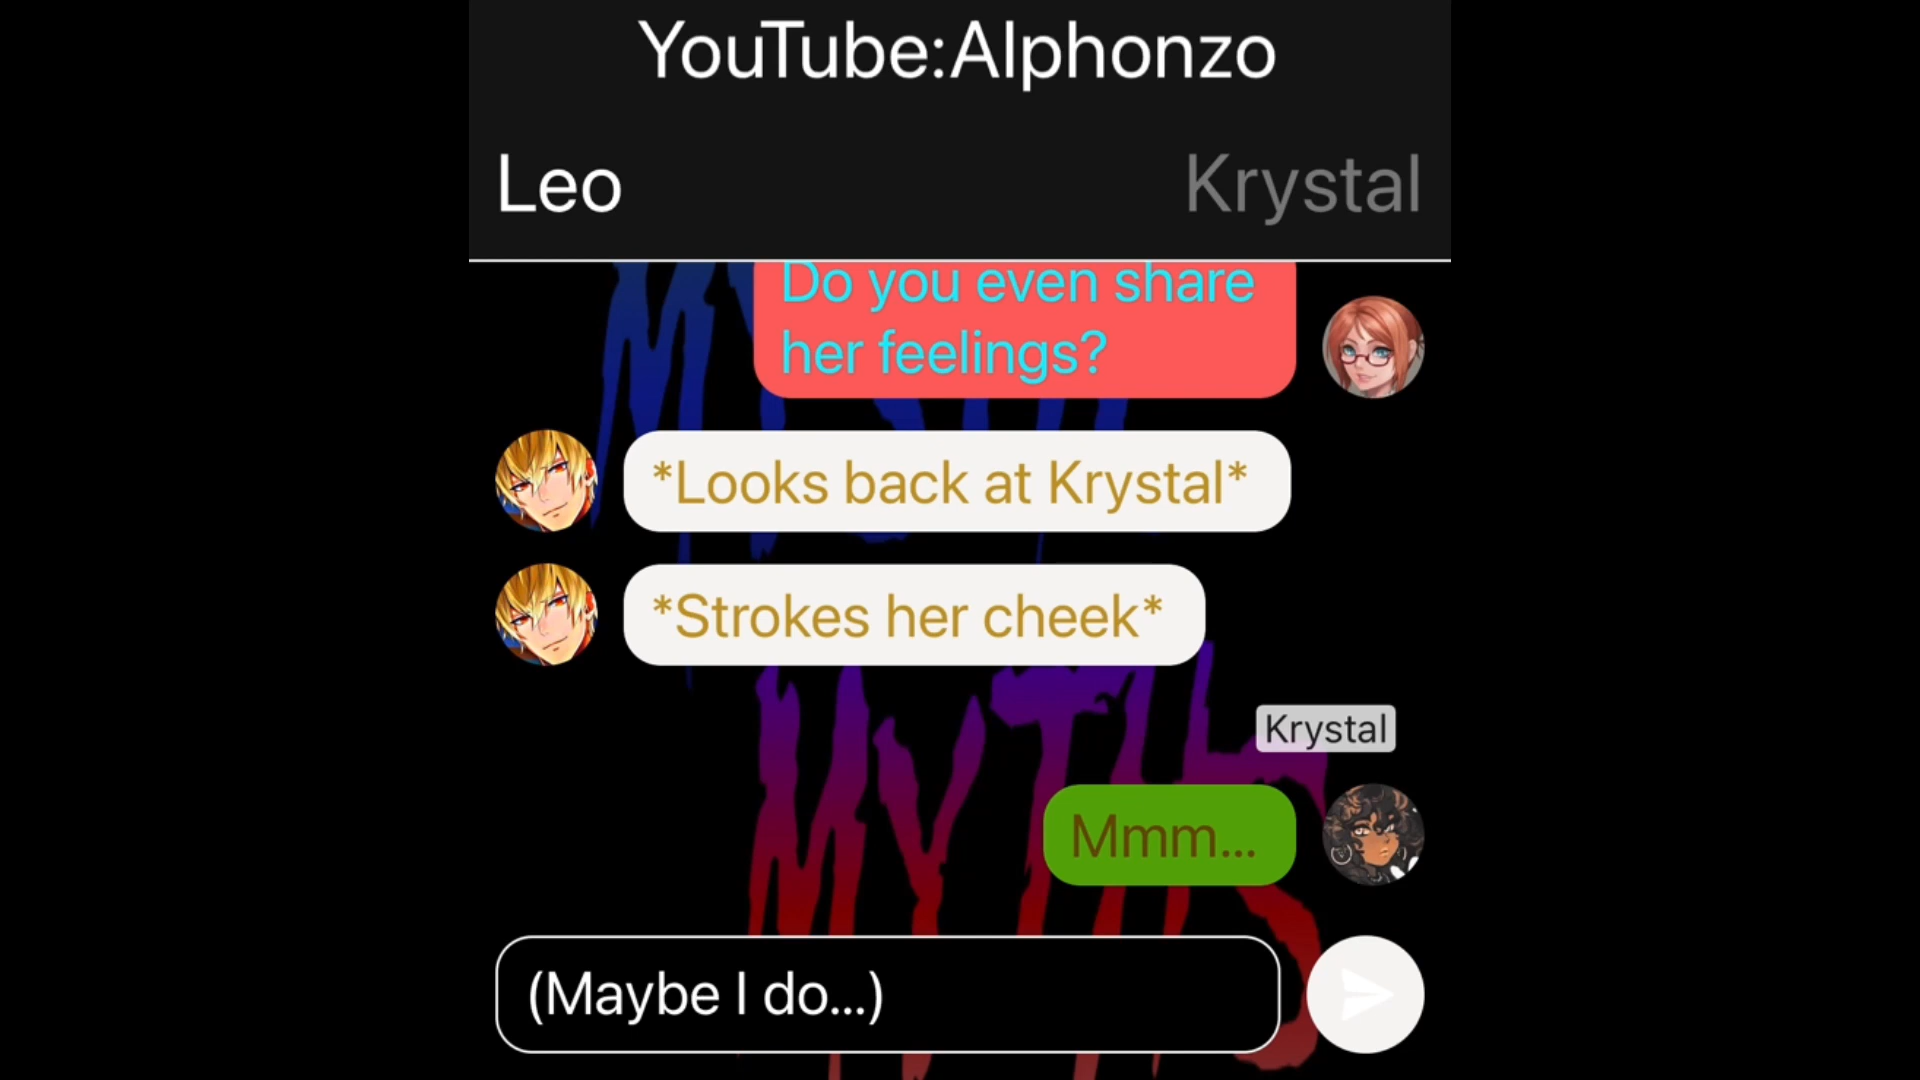 YouTube:Alphonzo
Leo
Krystal
Do you even share
her feelings?
*Looks back at Krystal*
*Strokes her cheek*
Krystal
Mmm...
MYTHS
(Maybe I do...)